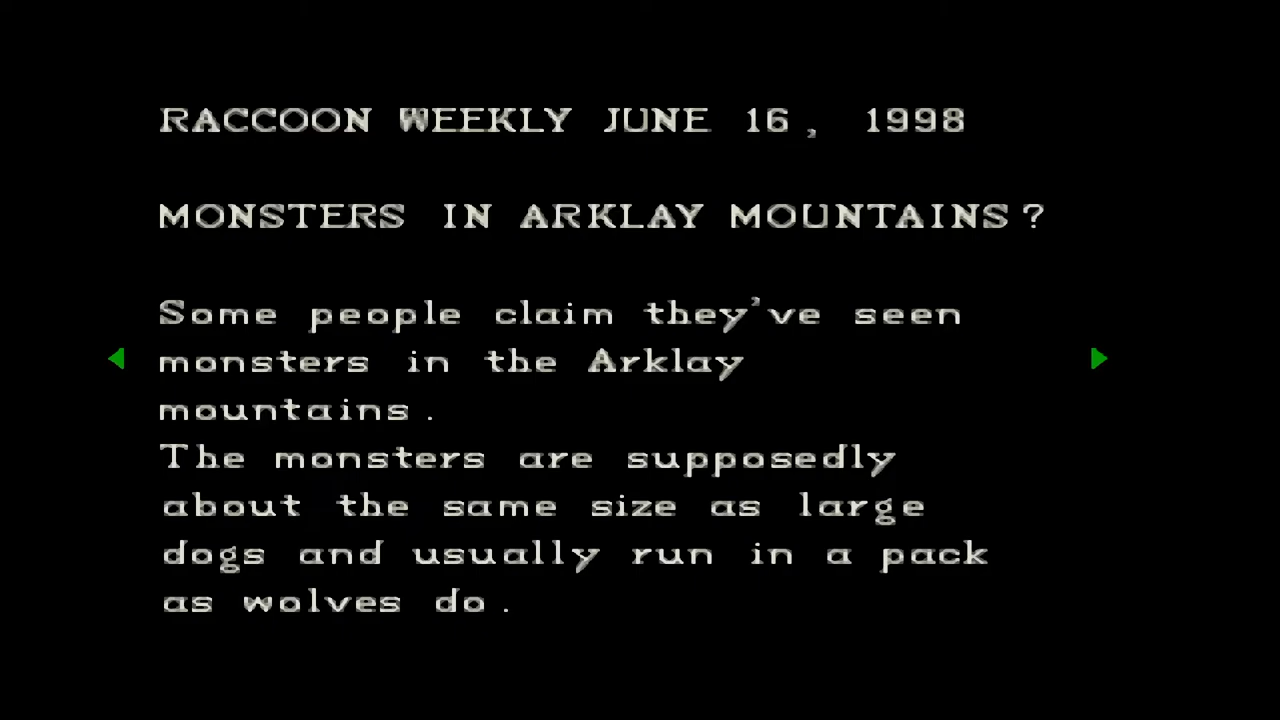 RACCOON WEEKLY JUNE 16, 1998
MONSTERS IN ARKLAY MOUNTAINS?
Some people claim they've seen
monsters in the Arklay
mountains.
The monsters are supposedly
about the same size as large
dogs and usually run in a pack
as wolves do.